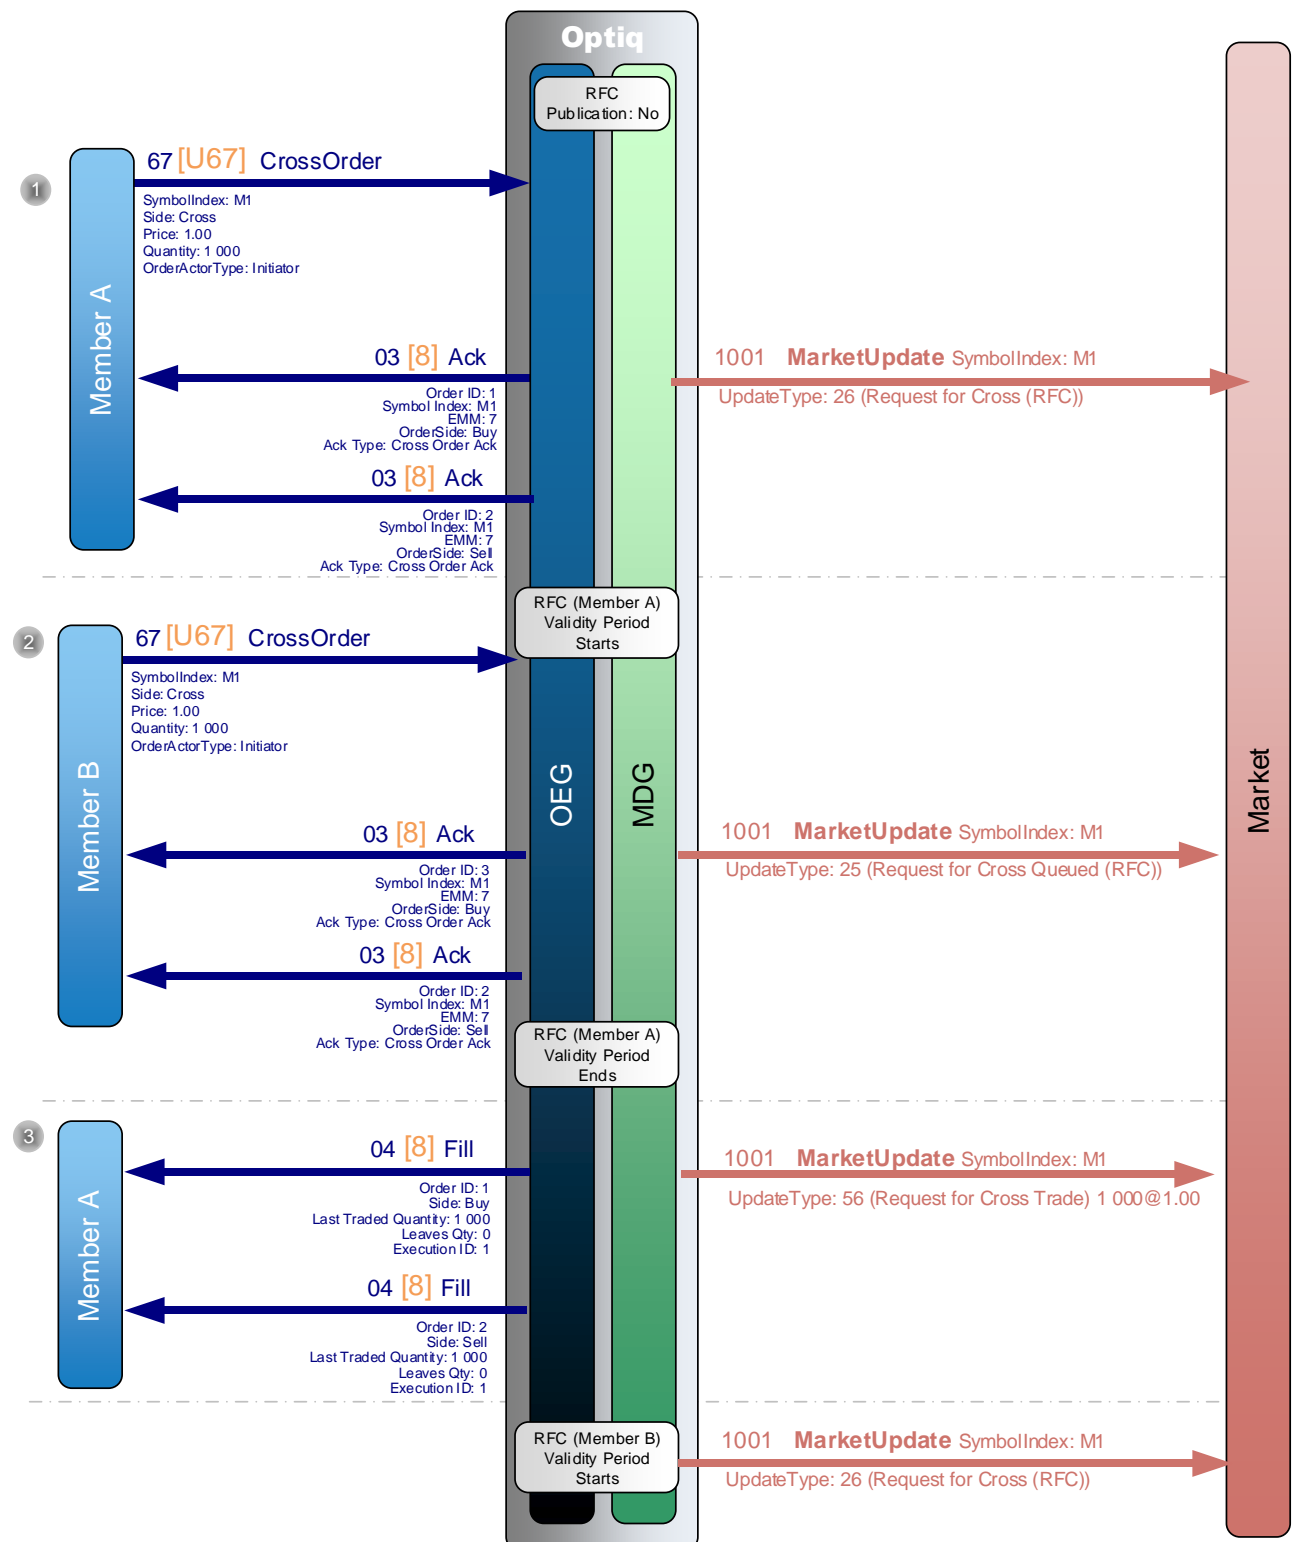 Optiq
RFC
Publication: No
1
67 [U67] CrossOrder
SymbolIndex: M1
Side: Cross
Price: 1.00
Quantity: 1 000
OrderActorType: Initiator
Member A
03 [8] Ack
Order ID: 1
Symbol Index: M1
EMM: 7
OrderSide: Buy
Ack Type: Cross Order Ack
1001 MarketUpdate SymbolIndex: M1
UpdateType: 26 (Request for Cross (RFC))
03 [8] Ack
Order ID: 2
Symbol Index: M1
EMM: 7
OrderSide: Sell
Ack Type: Cross Order Ack
RFC (Member A)
Validity Period
Starts
2
67 [U67] CrossOrder
SymbolIndex: M1
Side: Cross
Price: 1.00
Quantity: 1 000
OrderActorType: Initiator
Member B
OEG
MDG
Market
03 [8] Ack
Order ID: 3
Symbol Index: M1
EMM: 7
OrderSide: Buy
Ack Type: Cross Order Ack
1001 MarketUpdate SymbolIndex: M1
UpdateType: 25 (Request for Cross Queued (RFC))
03 [8] Ack
Order ID: 2
Symbol Index: M1
EMM: 7
OrderSide: Sell
Ack Type: Cross Order Ack
RFC (Member A)
Validity Period
Ends
3
Member A
04 [8] Fill
Order ID: 1
Side: Buy
Last Traded Quantity: 1 000
Leaves Qty: 0
Execution ID: 1
1001 MarketUpdate SymbolIndex: M1
UpdateType: 56 (Request for Cross Trade) 1 000@1.00
04 [8] Fill
Order ID: 2
Side: Sell
Last Traded Quantity: 1 000
Leaves Qty: 0
Execution ID: 1
RFC (Member B)
Validity Period
Starts
1001 MarketUpdate SymbolIndex: M1
UpdateType: 26 (Request for Cross (RFC))